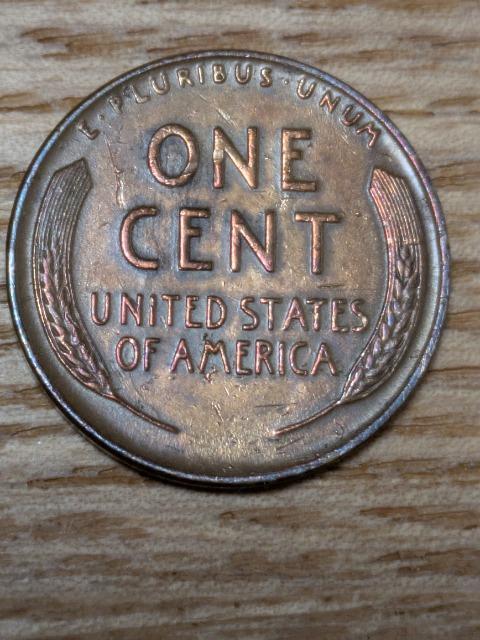 E · PLURIBUS · UNUM
ONE
CENT
UNITED STATES
OF AMERICA